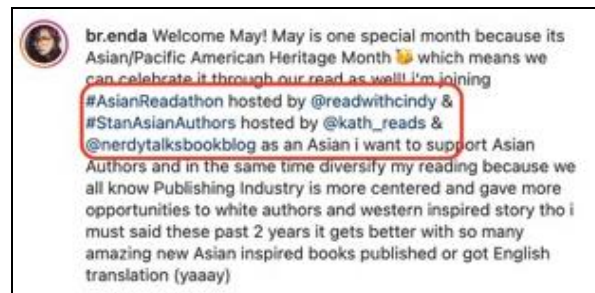 br.enda Welcome May! May is one special month because its
Asian/Pacific American Heritage Month 🥳 which means we
can celebrate it through our read as well! i'm joining
#AsianReadathon hosted by @readwithcindy &
#StanAsianAuthors hosted by @kath_reads &
@nerdytalksbookblog as an Asian i want to support Asian
Authors and in the same time diversify my reading because we
all know Publishing Industry is more centered and gave more
opportunities to white authors and western inspired story tho i
must said these past 2 years it gets better with so many
amazing new Asian inspired books published or got English
translation (yaaay)